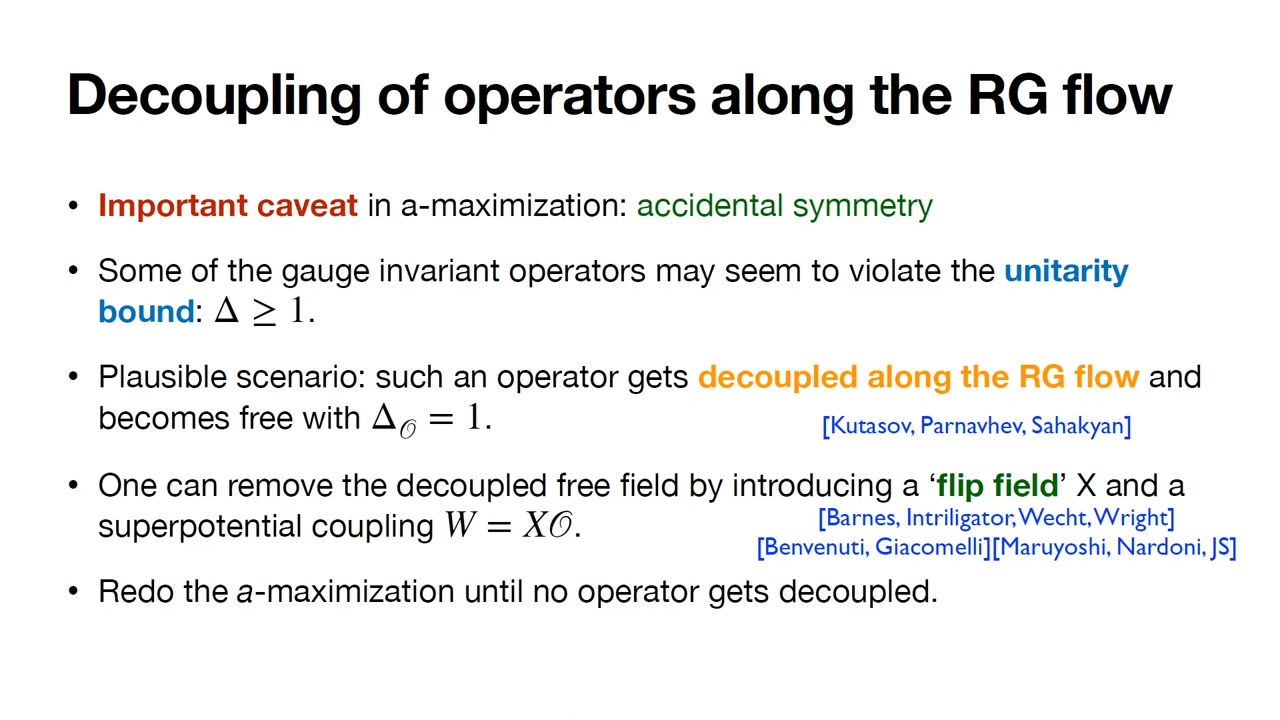 Decoupling of operators along the RG flow
• Important caveat in a-maximization: accidental symmetry
• Some of the gauge invariant operators may seem to violate the unitarity
bound: Δ ≥ 1.
• Plausible scenario: such an operator gets decoupled along the RG flow and
becomes free with Δ_𝒪 = 1.
[Kutasov, Parnavhev, Sahakyan]
• One can remove the decoupled free field by introducing a ‘flip field’ X and a
superpotential coupling W = X𝒪.
[Barnes, Intriligator,Wecht,Wright]
[Benvenuti, Giacomelli][Maruyoshi, Nardoni, JS]
• Redo the a-maximization until no operator gets decoupled.